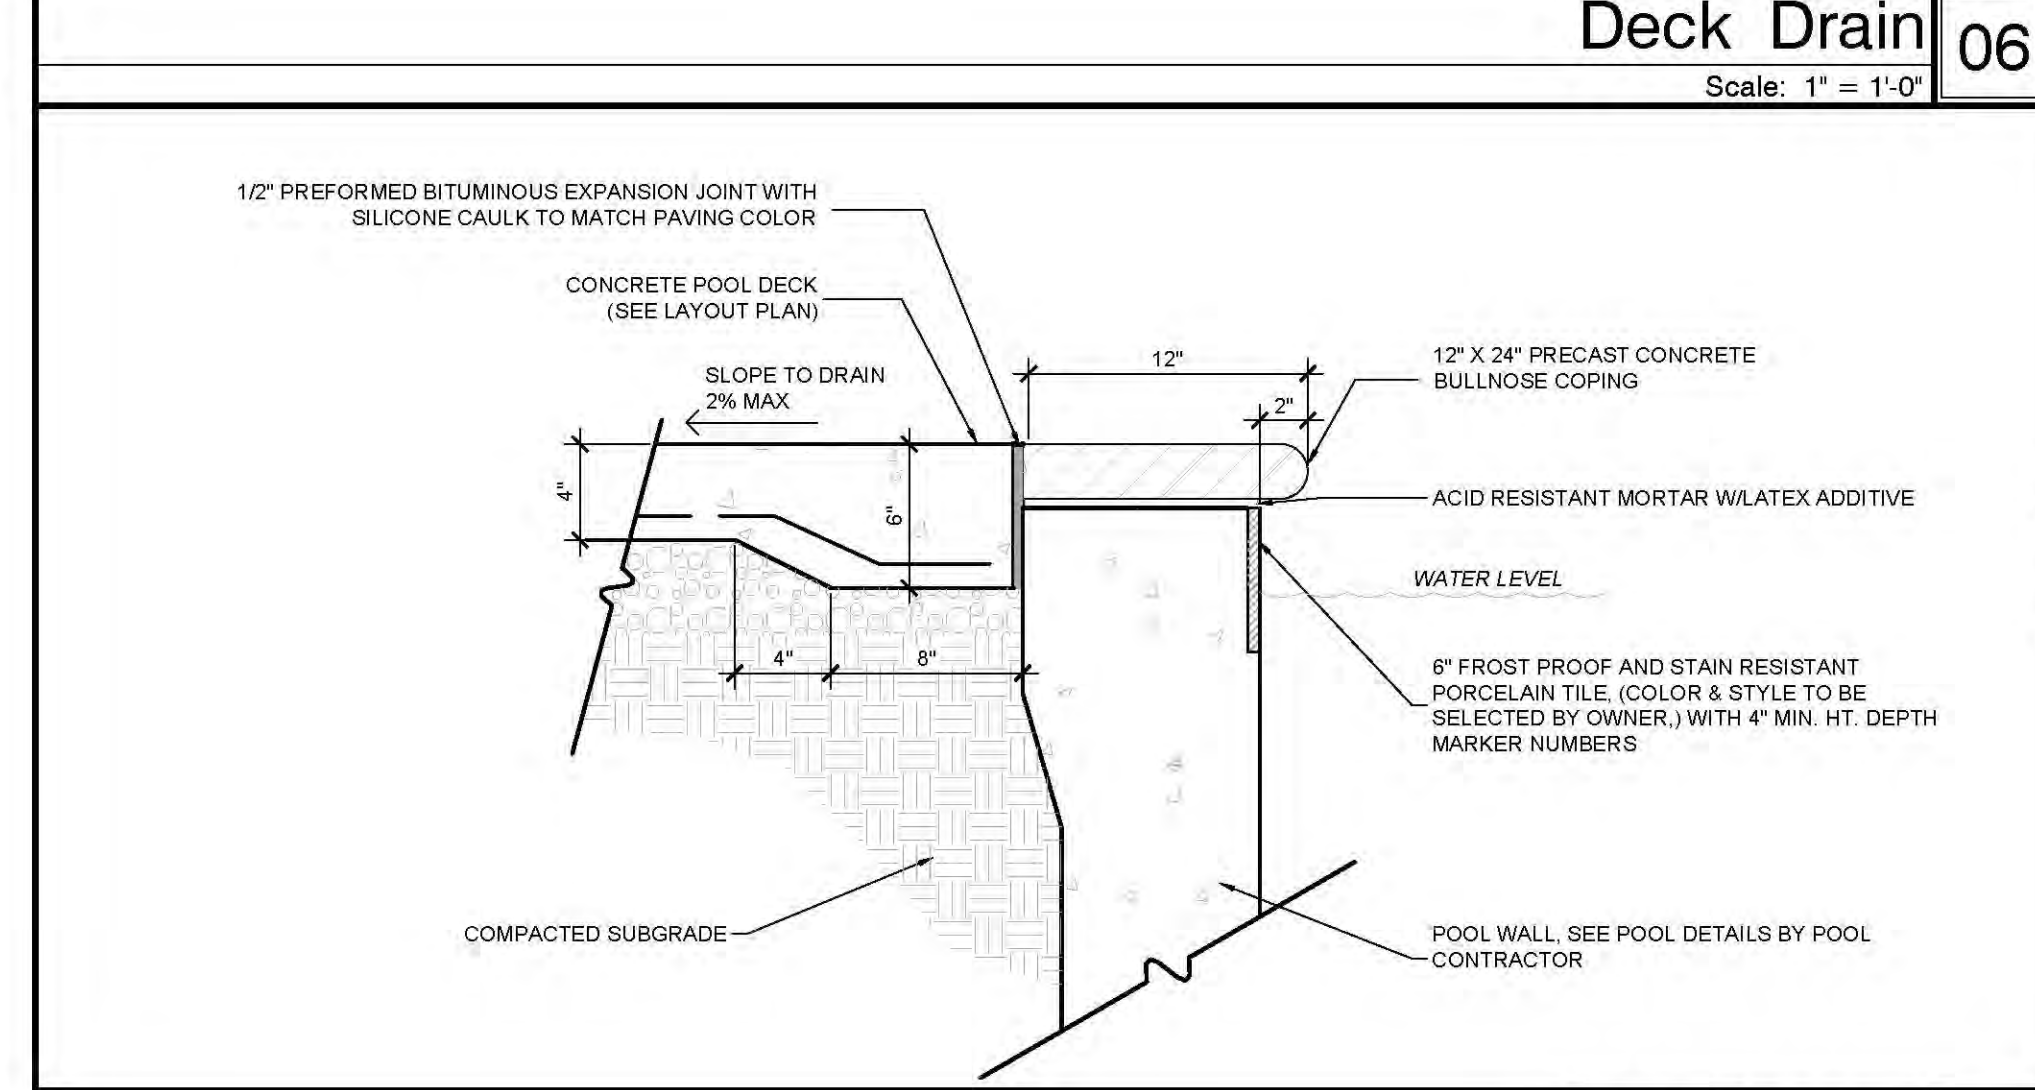 Deck Drain
06
Scale: 1" = 1'-0"
1/2" PREFORMED BITUMINOUS EXPANSION JOINT WITH
SILICONE CAULK TO MATCH PAVING COLOR
CONCRETE POOL DECK
(SEE LAYOUT PLAN)
SLOPE TO DRAIN
2% MAX
12"
2"
12" X 24" PRECAST CONCRETE
BULLNOSE COPING
4"
6"
ACID RESISTANT MORTAR W/LATEX ADDITIVE
WATER LEVEL
4"
8"
6" FROST PROOF AND STAIN RESISTANT
PORCELAIN TILE, (COLOR & STYLE TO BE
SELECTED BY OWNER,) WITH 4" MIN. HT. DEPTH
MARKER NUMBERS
COMPACTED SUBGRADE
POOL WALL, SEE POOL DETAILS BY POOL
CONTRACTOR